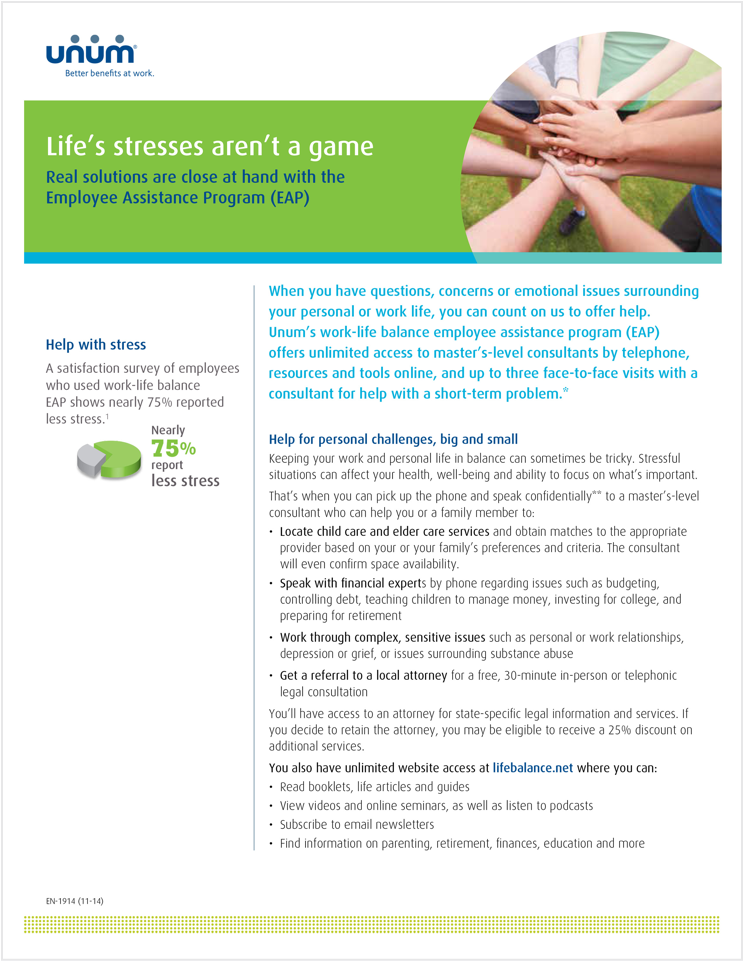 unum®
Better benefits at work.
Life's stresses aren't a game
Real solutions are close at hand with the
Employee Assistance Program (EAP)
Help with stress
A satisfaction survey of employees
who used work-life balance
EAP shows nearly 75% reported
less stress.1
Nearly
75%
report
less stress
When you have questions, concerns or emotional issues surrounding
your personal or work life, you can count on us to offer help.
Unum's work-life balance employee assistance program (EAP)
offers unlimited access to master's-level consultants by telephone,
resources and tools online, and up to three face-to-face visits with a
consultant for help with a short-term problem.*
Help for personal challenges, big and small
Keeping your work and personal life in balance can sometimes be tricky. Stressful
situations can affect your health, well-being and ability to focus on what's important.
That's when you can pick up the phone and speak confidentially** to a master's-level
consultant who can help you or a family member to:
• Locate child care and elder care services and obtain matches to the appropriate
provider based on your or your family's preferences and criteria. The consultant
will even confirm space availability.
• Speak with financial experts by phone regarding issues such as budgeting,
controlling debt, teaching children to manage money, investing for college, and
preparing for retirement
• Work through complex, sensitive issues such as personal or work relationships,
depression or grief, or issues surrounding substance abuse
• Get a referral to a local attorney for a free, 30-minute in-person or telephonic
legal consultation
You'll have access to an attorney for state-specific legal information and services. If
you decide to retain the attorney, you may be eligible to receive a 25% discount on
additional services.
You also have unlimited website access at lifebalance.net where you can:
• Read booklets, life articles and guides
• View videos and online seminars, as well as listen to podcasts
• Subscribe to email newsletters
• Find information on parenting, retirement, finances, education and more
EN-1914 (11-14)